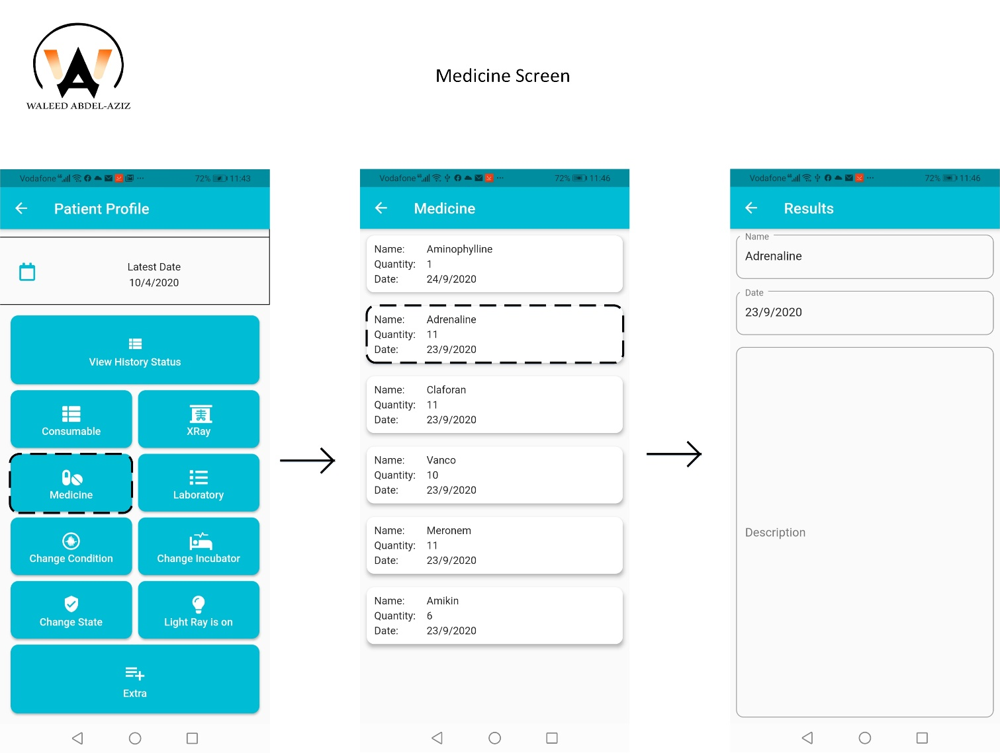 WALEED ABDEL-AZIZ
Medicine Screen
Vodafone 72% 11:43
Patient Profile
Latest Date
10/4/2020
View History Status
Consumable
XRay
Medicine
Laboratory
Change Condition
Change Incubator
Change State
Light Ray is on
Extra
Vodafone 72% 11:46
Medicine
Name: Aminophylline
Quantity: 1
Date: 24/9/2020
Name: Adrenaline
Quantity: 11
Date: 23/9/2020
Name: Claforan
Quantity: 11
Date: 23/9/2020
Name: Vanco
Quantity: 10
Date: 23/9/2020
Name: Meronem
Quantity: 11
Date: 23/9/2020
Name: Amikin
Quantity: 6
Date: 23/9/2020
Vodafone 72% 11:46
Results
Name
Adrenaline
Date
23/9/2020
Description